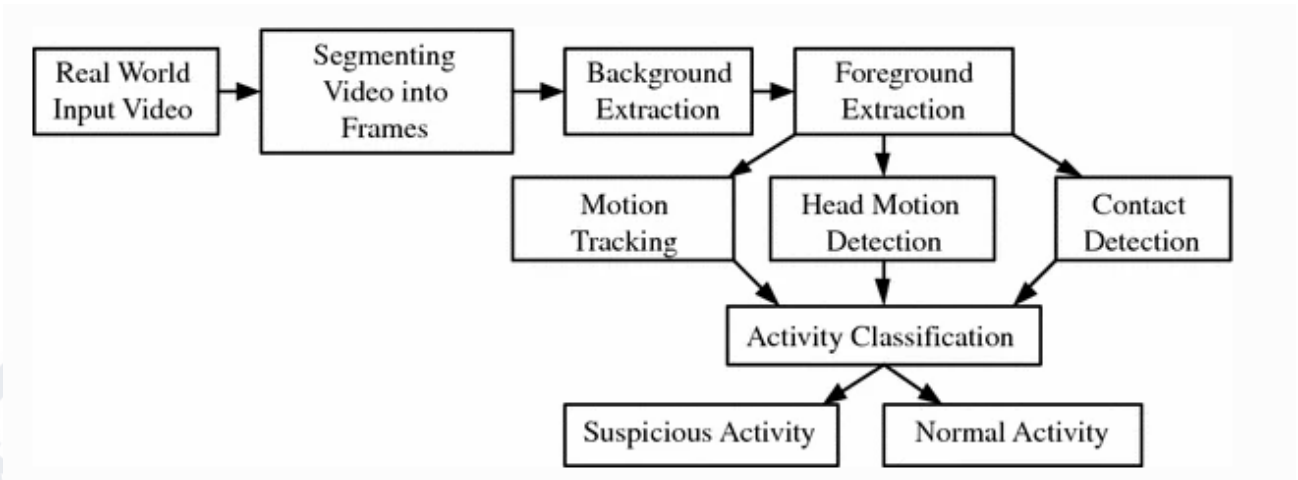 Real World
Input Video
Segmenting
Video into
Frames
Background
Extraction
Foreground
Extraction
Motion
Tracking
Head Motion
Detection
Contact
Detection
Activity Classification
Suspicious Activity
Normal Activity